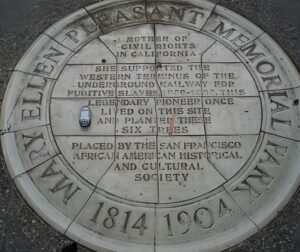 MARY ELLEN PLEASANT MEMORIAL PARK
MOTHER OF
CIVIL RIGHTS
IN CALIFORNIA
SHE SUPPORTED THE
WESTERN TERMINUS OF THE
UNDERGROUND RAILWAY FOR
FUGITIVE SLAVES, THIS
LEGENDARY PIONEER ONCE
LIVED ON THIS SITE
AND PLANTED THESE
SIX TREES
PLACED BY THE SAN FRANCISCO
AFRICAN AMERICAN HISTORICAL
AND CULTURAL
SOCIETY
1814 1904